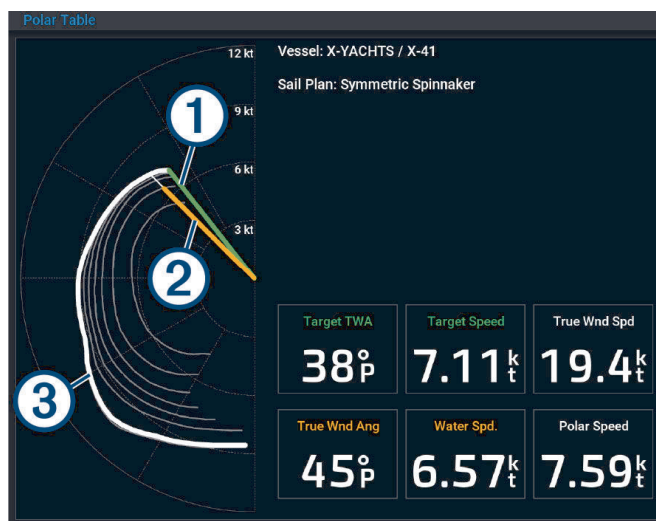 Polar Table
12 kt
Vessel: X-YACHTS / X-41
Sail Plan: Symmetric Spinnaker
9 kt
1
6 kt
3 kt
2
3
Target TWA
Target Speed
True Wnd Spd
38°P
7.11kt
19.4kt
True Wnd Ang
Water Spd.
Polar Speed
45°P
6.57kt
7.59kt